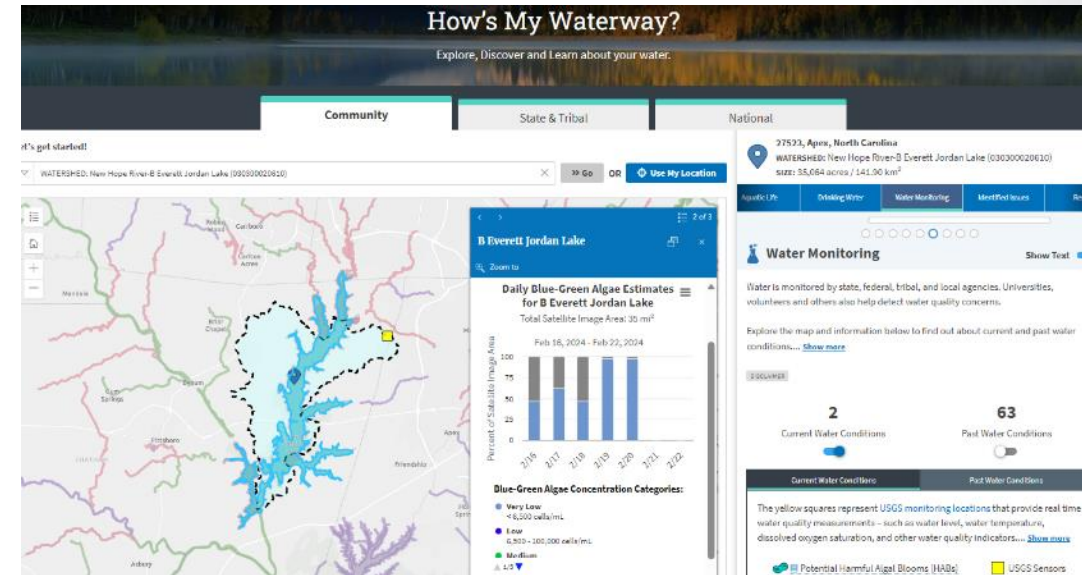 How's My Waterway?
Explore, Discover and Learn about your water.
Community
State & Tribal
National
et's get started!
WATERSHED: New Hope River-B Everett Jordan Lake (030300020610)
Go
OR
Use My Location
27523, Apex, North Carolina
WATERSHED: New Hope River-B Everett Jordan Lake (030300020610)
SIZE: 35,064 acres / 141.90 km²
Aquatic Life
Drinking Water
Water Monitoring
Identified Issues
Re
Water Monitoring
Show Text
Water is monitored by state, federal, tribal, and local agencies. Universities,
volunteers and others also help detect water quality concerns.
Explore the map and information below to find out about current and past water
conditions.... Show more
DISCLAIMER
2
Current Water Conditions
63
Past Water Conditions
Current Water Conditions
Past Water Conditions
The yellow squares represent USGS monitoring locations that provide real time
water quality measurements – such as water level, water temperature,
dissolved oxygen saturation, and other water quality indicators.... Show more
Potential Harmful Algal Blooms (HABs)
USGS Sensors
2 of 3
B Everett Jordan Lake
Zoom to
Daily Blue-Green Algae Estimates
for B Everett Jordan Lake
Total Satellite Image Area: 35 mi²
Feb 16, 2024 - Feb 22, 2024
Percent of Satellite Image Area
100
75
50
25
0
2/16
2/17
2/18
2/19
2/20
2/21
2/22
Blue-Green Algae Concentration Categories:
Very Low
< 6,500 cells/mL
Low
6,500 - 100,000 cells/mL
Medium
1/3
Carrboro
Bynum
Pittsboro
Apex
Friendship